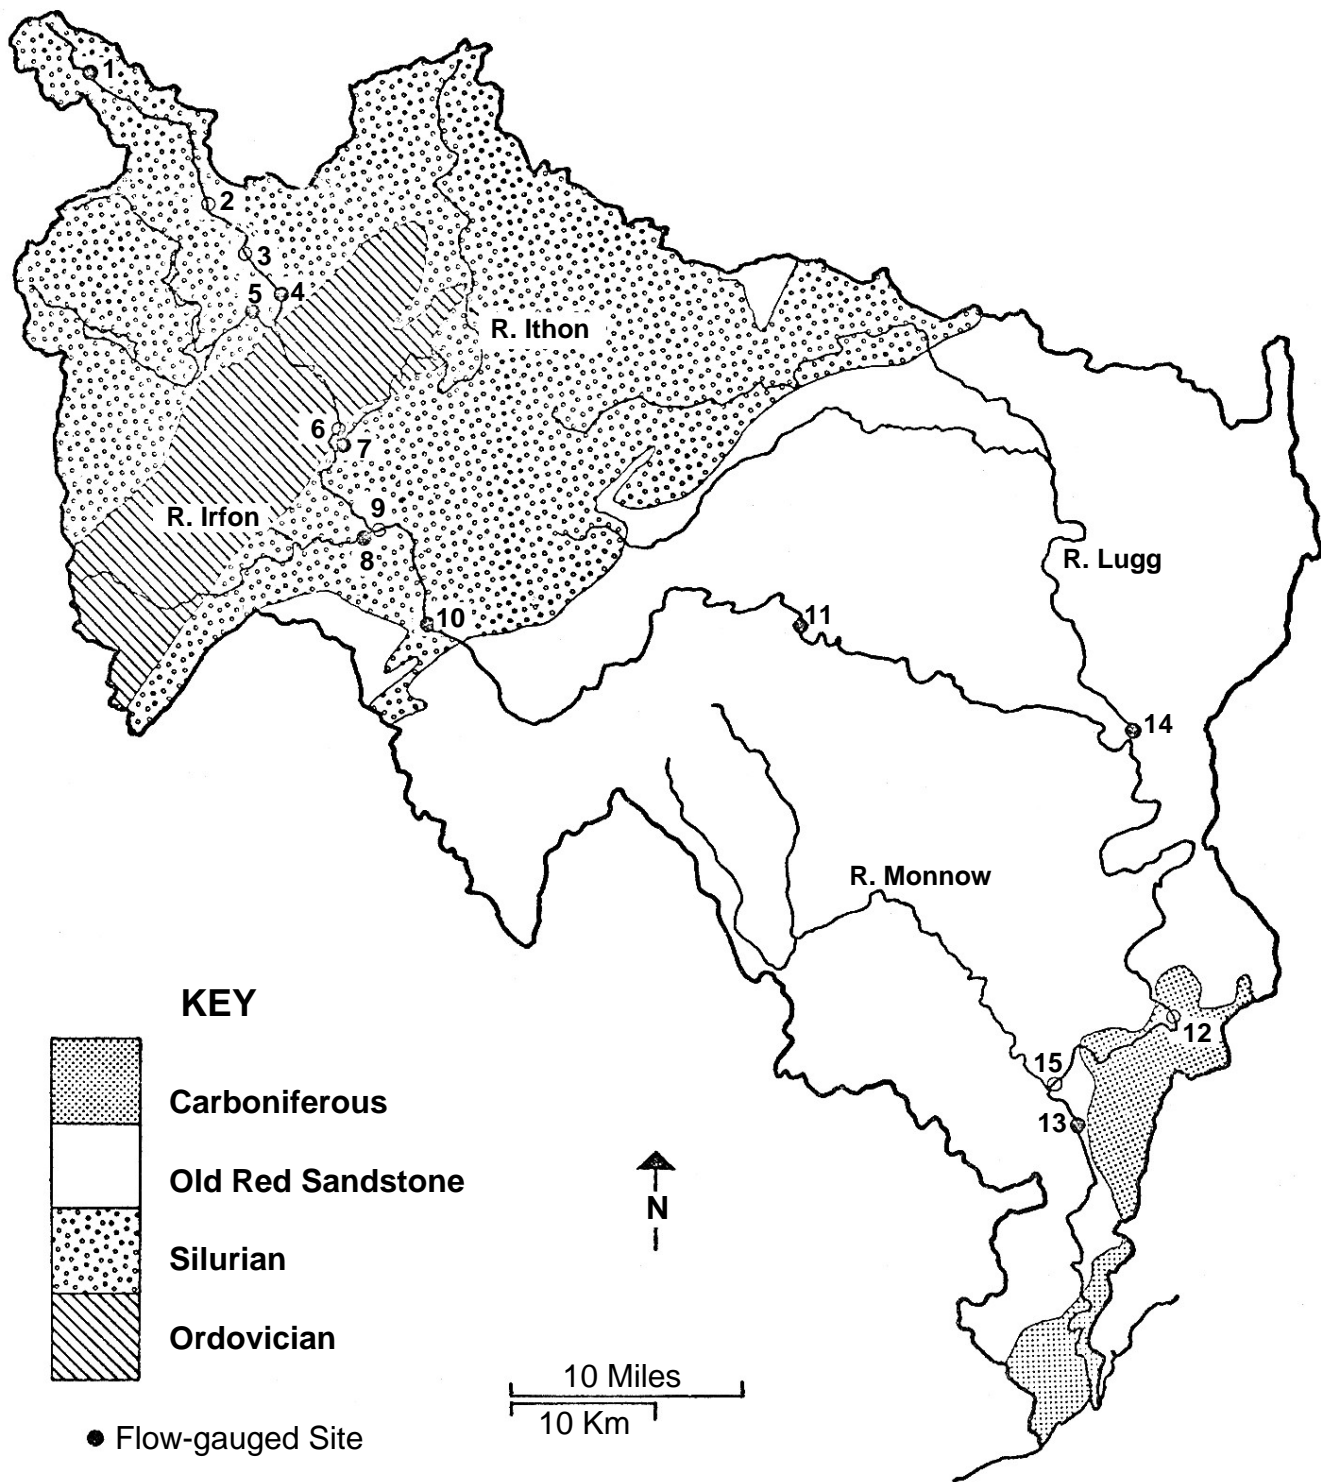 1
2
3
4
5
R. Ithon
6
7
R. Irfon
9
8
R. Lugg
10
11
14
R. Monnow
KEY
12
15
Carboniferous
13
Old Red Sandstone
N
Silurian
Ordovician
10 Miles
10 Km
Flow-gauged Site